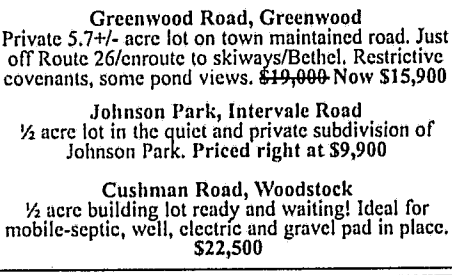 Greenwood Road, Greenwood
Private 5.7+/- acre lot on town maintained road. Just
off Route 26/enroute to skiways/Bethel. Restrictive
covenants, some pond views. $19,000 Now $15,900
Johnson Park, Intervale Road
½ acre lot in the quiet and private subdivision of
Johnson Park. Priced right at $9,900
Cushman Road, Woodstock
½ acre building lot ready and waiting! Ideal for
mobile-septic, well, electric and gravel pad in place.
$22,500